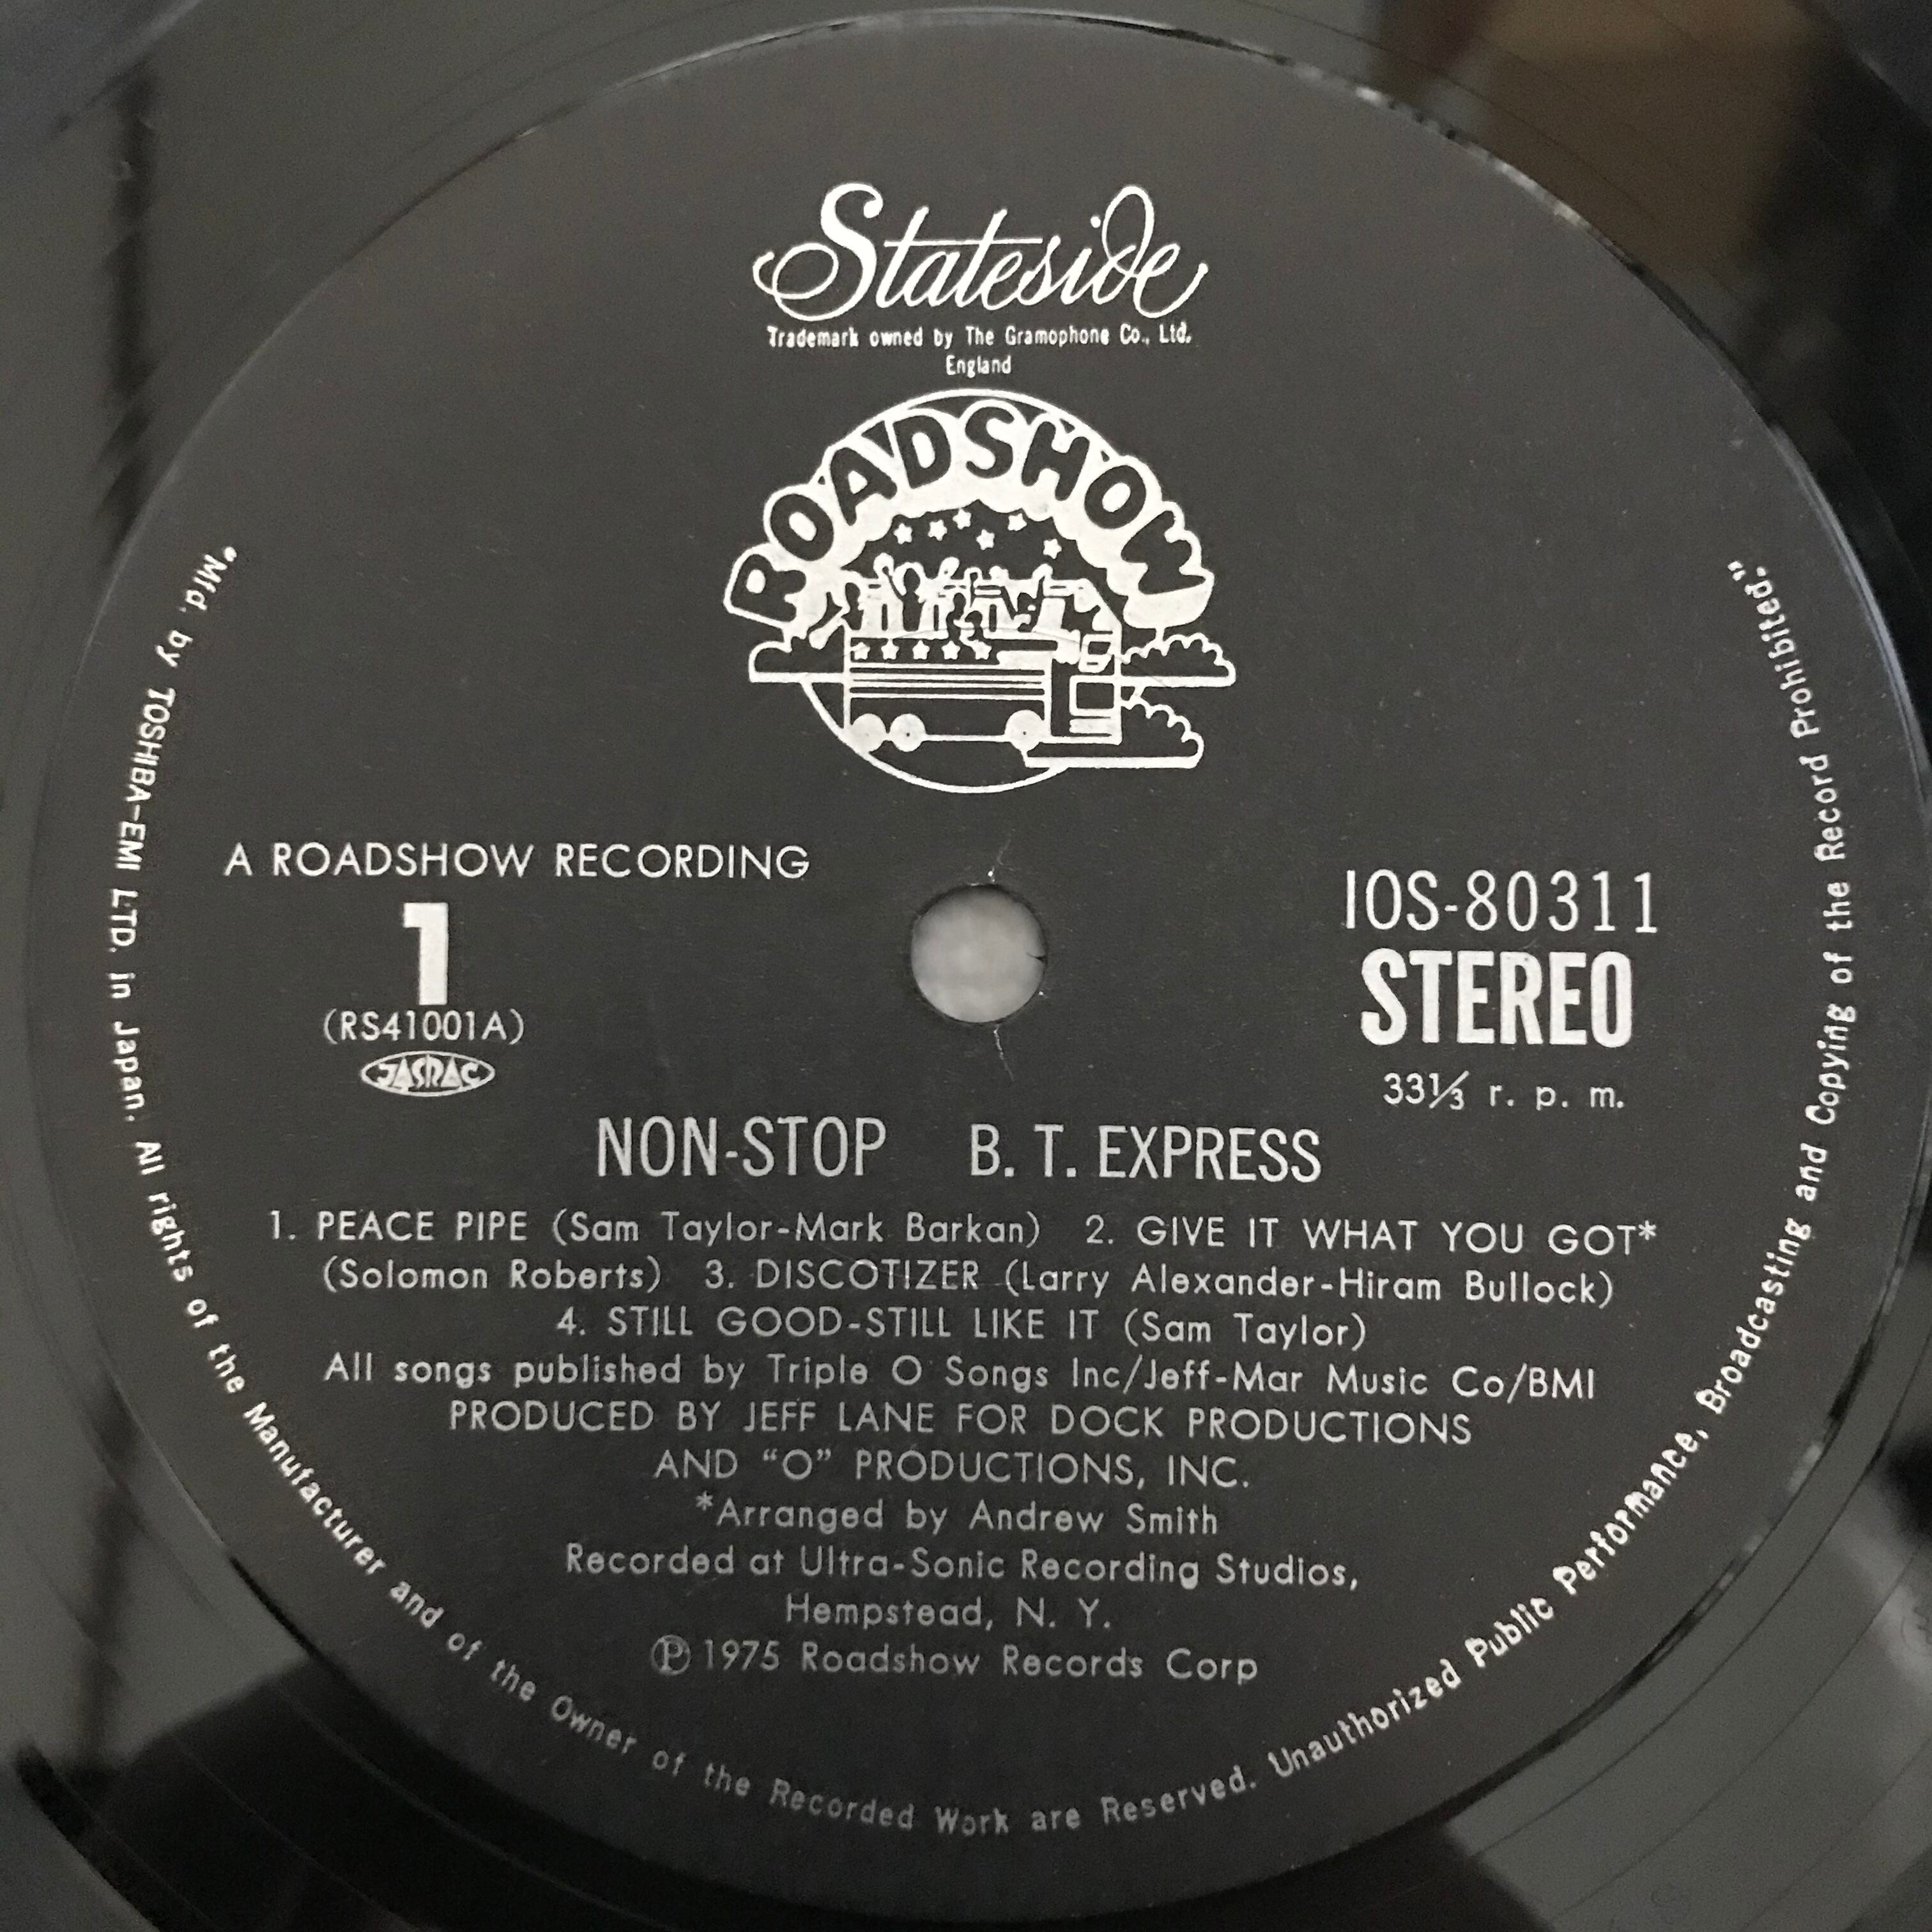 Stateside
Trademark owned by The Gramophone Co., Ltd.
England
ROADSHOW
A ROADSHOW RECORDING
1
(RS41001A)
JASRAC
IOS-80311
STEREO
33⅓ r. p. m.
NON-STOP B. T. EXPRESS
1. PEACE PIPE (Sam Taylor-Mark Barkan) 2. GIVE IT WHAT YOU GOT*
(Solomon Roberts) 3. DISCOTIZER (Larry Alexander-Hiram Bullock)
4. STILL GOOD-STILL LIKE IT (Sam Taylor)
All songs published by Triple O Songs Inc/Jeff-Mar Music Co/BMI
PRODUCED BY JEFF LANE FOR DOCK PRODUCTIONS
AND “O” PRODUCTIONS, INC.
*Arranged by Andrew Smith
Recorded at Ultra-Sonic Recording Studios,
Hempstead, N. Y.
℗ 1975 Roadshow Records Corp
“Mfd. by TOSHIBA-EMI LTD. in Japan. All rights of the Manufacturer and of the Owner of the Recorded Work are Reserved. Unauthorized Public Performance, Broadcasting and Copying of the Record Prohibited.”